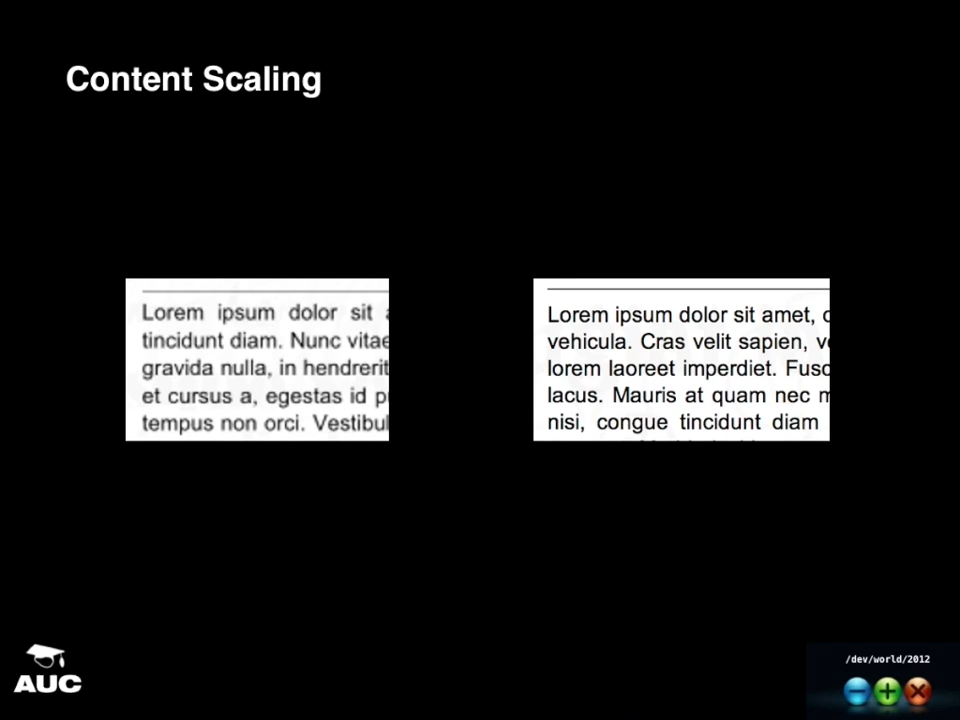 Content Scaling
Lorem ipsum dolor sit
tincidunt diam. Nunc vitae
gravida nulla, in hendrerit
et cursus a, egestas id
tempus non orci. Vestibul
Lorem ipsum dolor sit amet,
vehicula. Cras velit sapien,
lorem laoreet imperdiet. Fusc
lacus. Mauris at quam nec
nisi, congue tincidunt diam
AUC
/dev/world/2012